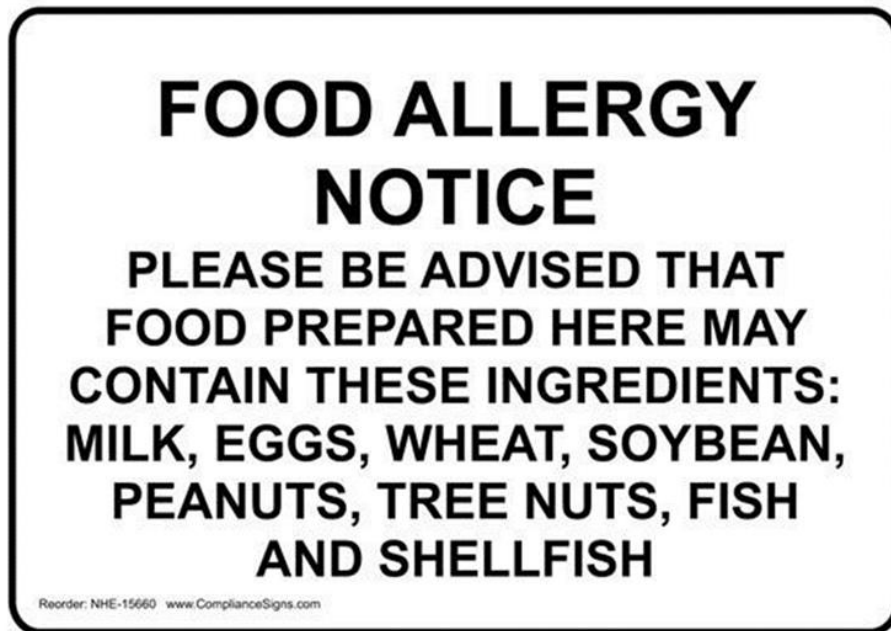 FOOD ALLERGY
NOTICE
PLEASE BE ADVISED THAT
FOOD PREPARED HERE MAY
CONTAIN THESE INGREDIENTS:
MILK, EGGS, WHEAT, SOYBEAN,
PEANUTS, TREE NUTS, FISH
AND SHELLFISH
Reorder: NHE-15660 www.ComplianceSigns.com